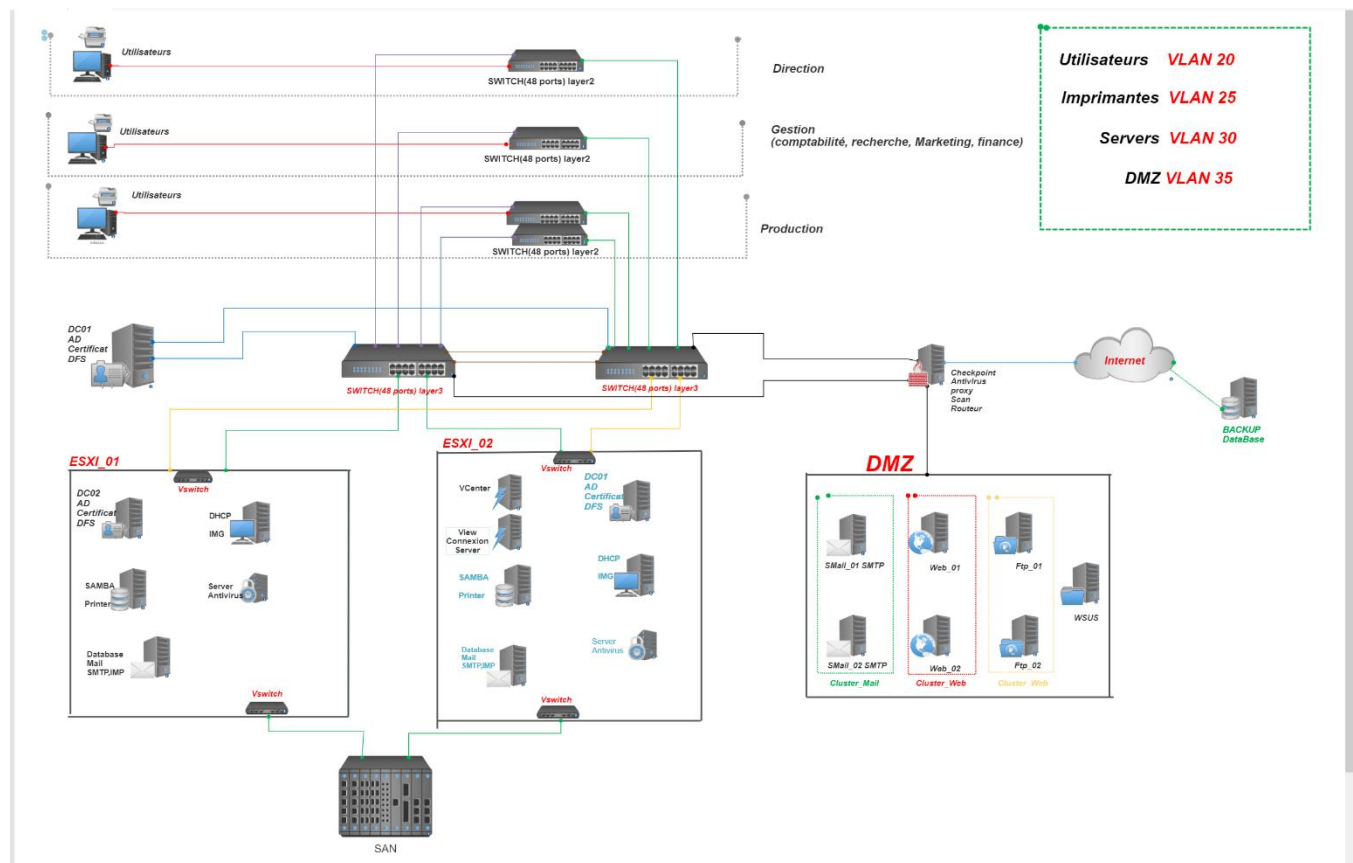 Utilisateurs
SWITCH(48 ports) layer2
Direction
Utilisateurs
SWITCH(48 ports) layer2
Gestion
(comptabilité, recherche, Marketing, finance)
Utilisateurs
SWITCH(48 ports) layer2
Production
Utilisateurs VLAN 20
Imprimantes VLAN 25
Servers VLAN 30
DMZ VLAN 35
DC01
AD
Certificat
DFS
SWITCH(48 ports) layer3
SWITCH(48 ports) layer3
Checkpoint
Antivirus
proxy
Scan
Routeur
Internet
BACKUP
DataBase
ESXI_01
Vswitch
DC02
AD
Certificat
DFS
DHCP
IMG
SAMBA
Printer
Server
Antivirus
Database
Mail
SMTP,IMP
Vswitch
ESXI_02
Vswitch
VCenter
DC01
AD
Certificat
DFS
View
Connexion
Server
DHCP
IMG
SAMBA
Printer
Database
Mail
SMTP,IMP
Server
Antivirus
Vswitch
DMZ
SMail_01 SMTP
Web_01
Ftp_01
WSUS
SMail_02 SMTP
Web_02
Ftp_02
Cluster_Mail
Cluster_Web
Cluster_Web
SAN